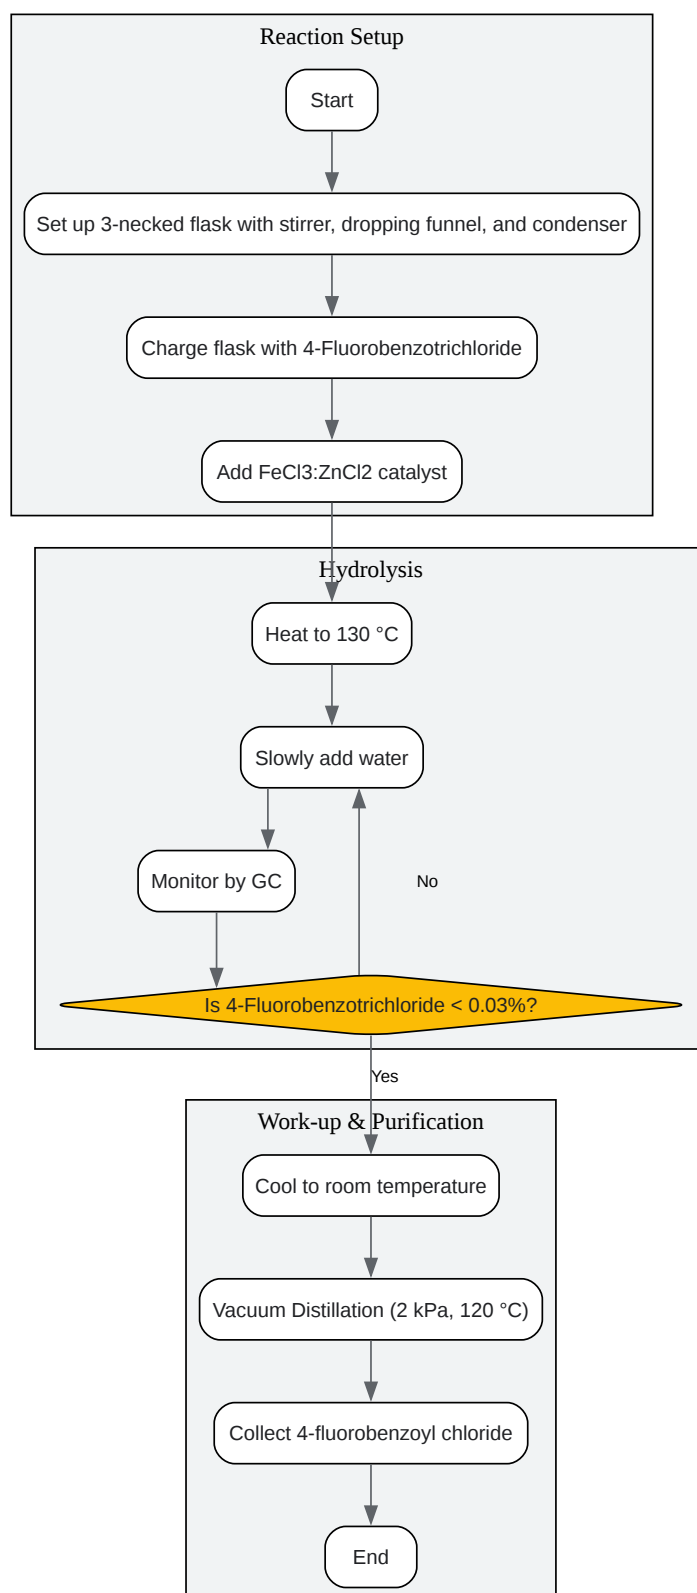 Reaction Setup
Start
Set up 3-necked flask with stirrer, dropping funnel, and condenser
Charge flask with 4-Fluorobenzotrichloride
Add FeCl3:ZnCl2 catalyst
Hydrolysis
Heat to 130 °C
Slowly add water
Monitor by GC
No
Is 4-Fluorobenzotrichloride < 0.03%?
Yes
Work-up & Purification
Cool to room temperature
Vacuum Distillation (2 kPa, 120 °C)
Collect 4-fluorobenzoyl chloride
End